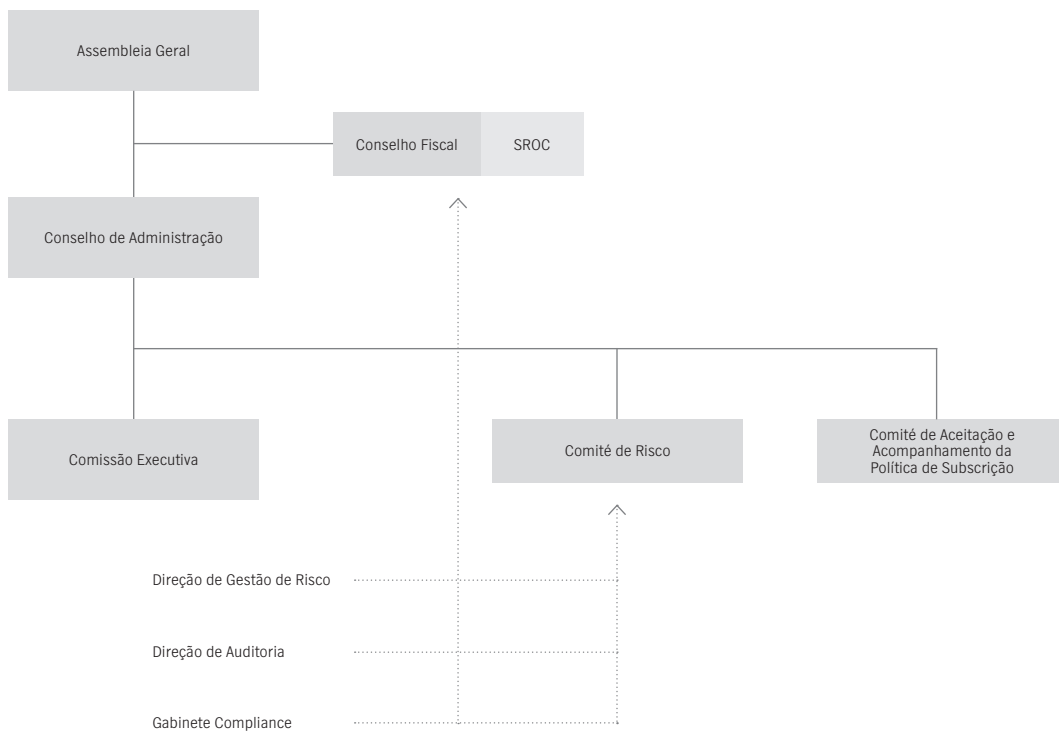 Assembleia Geral
Conselho Fiscal
SROC
Conselho de Administração
Comissão Executiva
Comité de Risco
Comité de Aceitação e
Acompanhamento da
Política de Subscrição
Direção de Gestão de Risco
Direção de Auditoria
Gabinete Compliance